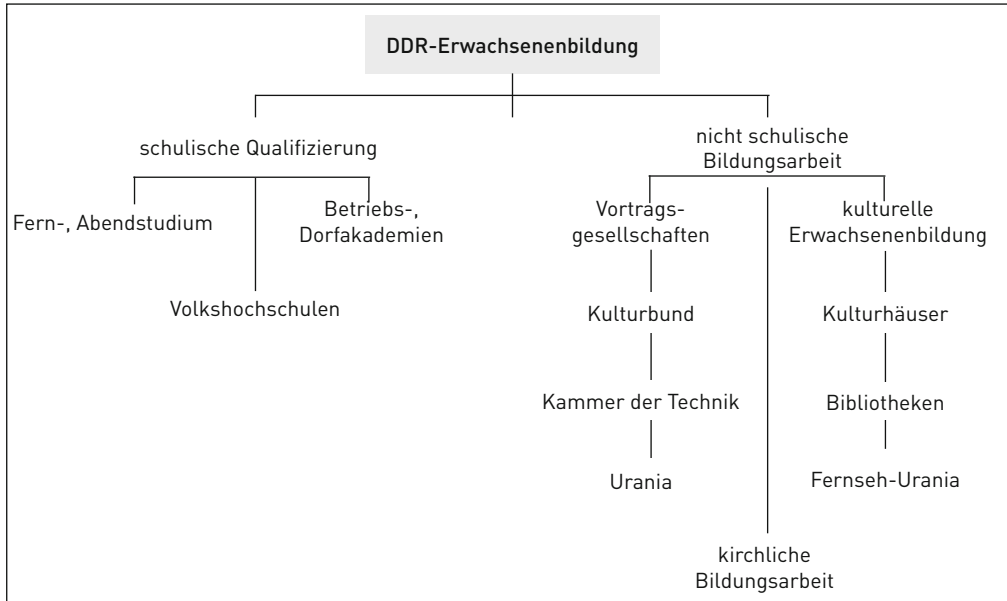 DDR-Erwachsenenbildung
schulische Qualifizierung
nicht schulische
Bildungsarbeit
Fern-, Abendstudium
Betriebs-,
Dorfakademien
Volkshochschulen
Vortrags-
gesellschaften
kulturelle
Erwachsenenbildung
Kulturbund
Kulturhäuser
Kammer der Technik
Bibliotheken
Urania
Fernseh-Urania
kirchliche
Bildungsarbeit